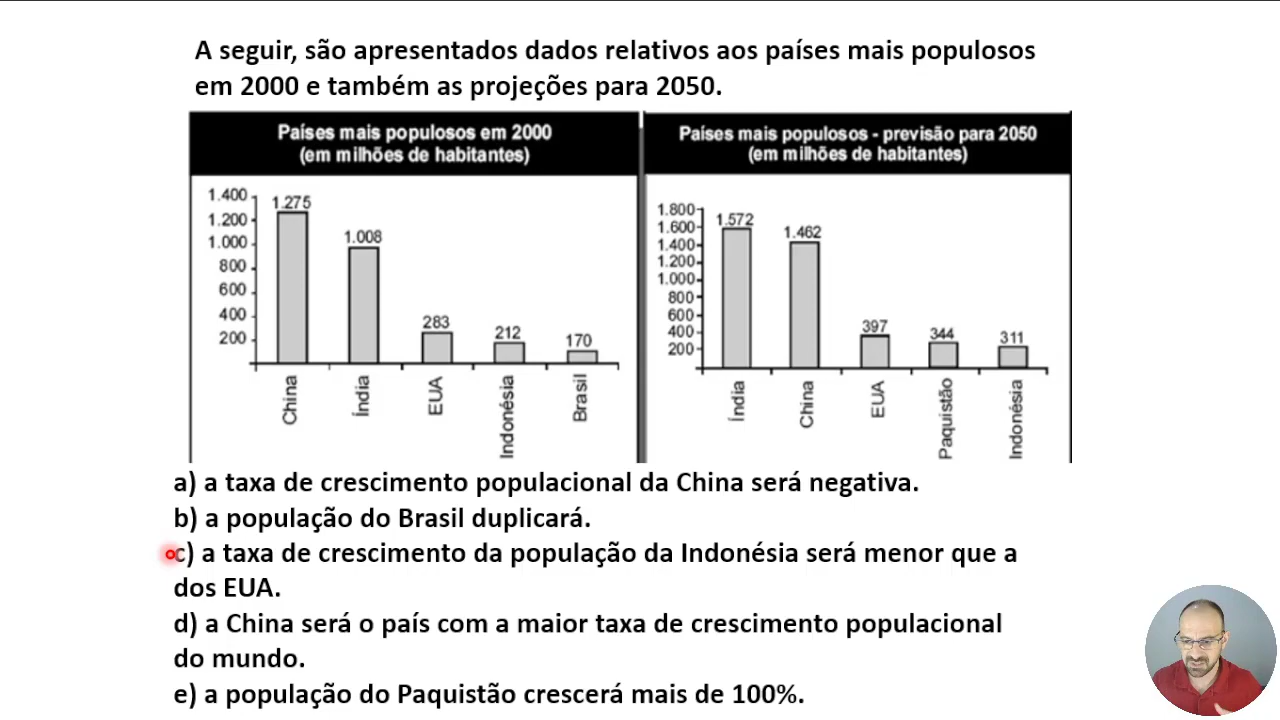 A seguir, são apresentados dados relativos aos países mais populosos
em 2000 e também as projeções para 2050.
Países mais populosos em 2000
(em milhões de habitantes)
1.400
1.200
1.000
800
600
400
200
1.275
1.008
283
212
170
China
Índia
EUA
Indonésia
Brasil
Países mais populosos - previsão para 2050
(em milhões de habitantes)
1.800
1.600
1.400
1.200
1.000
800
600
400
200
1.572
1.462
397
344
311
Índia
China
EUA
Paquistão
Indonésia
a) a taxa de crescimento populacional da China será negativa.
b) a população do Brasil duplicará.
c) a taxa de crescimento da população da Indonésia será menor que a
dos EUA.
d) a China será o país com a maior taxa de crescimento populacional
do mundo.
e) a população do Paquistão crescerá mais de 100%.